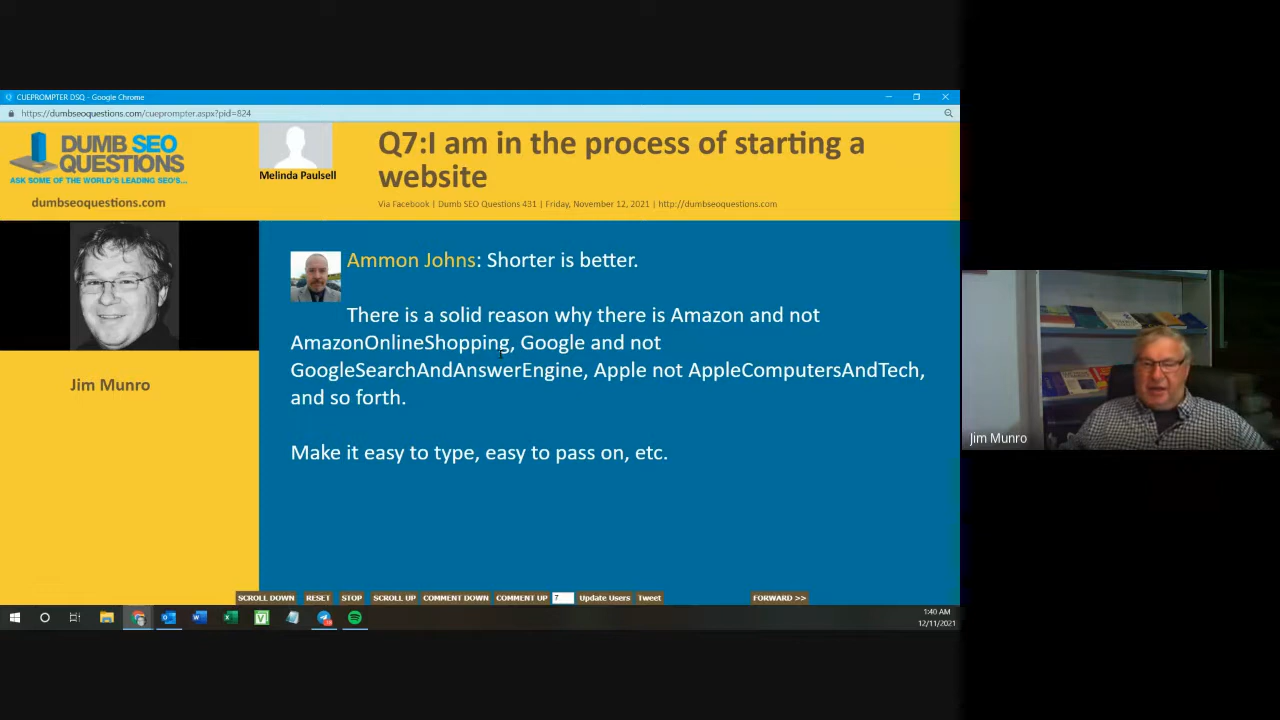 CUEPROMPTER DSQ - Google Chrome
https://dumbseoquestions.com/cueprompter.aspx?pid=824
DUMB SEO
QUESTIONS
ASK SOME OF THE WORLD'S LEADING SEO'S...
dumbseoquestions.com
Melinda Paulsell
Q7:I am in the process of starting a
website
Via Facebook | Dumb SEO Questions 431 | Friday, November 12, 2021 | http://dumbseoquestions.com
Jim Munro
Ammon Johns: Shorter is better.
There is a solid reason why there is Amazon and not
AmazonOnlineShopping, Google and not
GoogleSearchAndAnswerEngine, Apple not AppleComputersAndTech,
and so forth.
Make it easy to type, easy to pass on, etc.
Jim Munro
SCROLL DOWN RESET STOP SCROLL UP COMMENT DOWN COMMENT UP 7 Update Users Tweet FORWARD >>
1:40 AM
12/11/2021